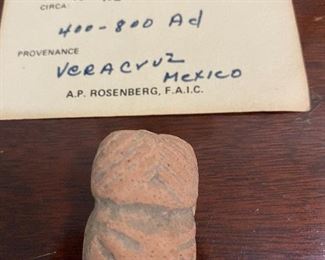 CIRCA
400-800 Ad
PROVENANCE
VERACRUZ
MEXICO
A.P. ROSENBERG, F.A.I.C.